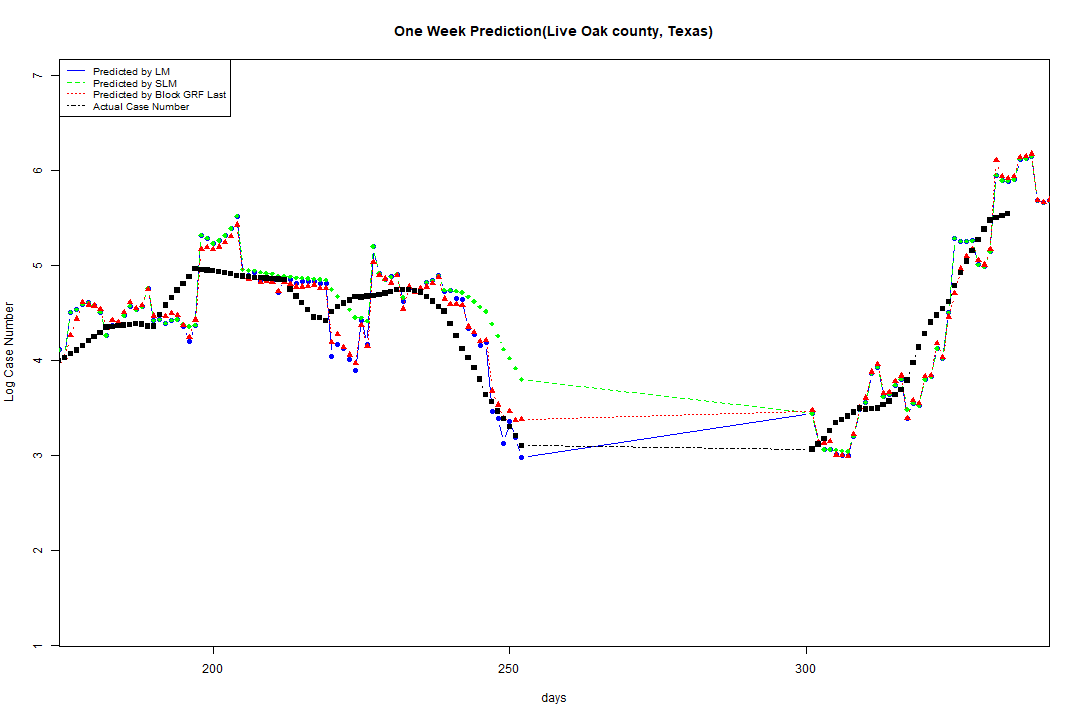 One Week Prediction(Live Oak county, Texas)
Predicted by LM
Predicted by SLM
Predicted by Block GRF Last
Actual Case Number
7
6
5
4
3
2
1
Log Case Number
200
250
300
days